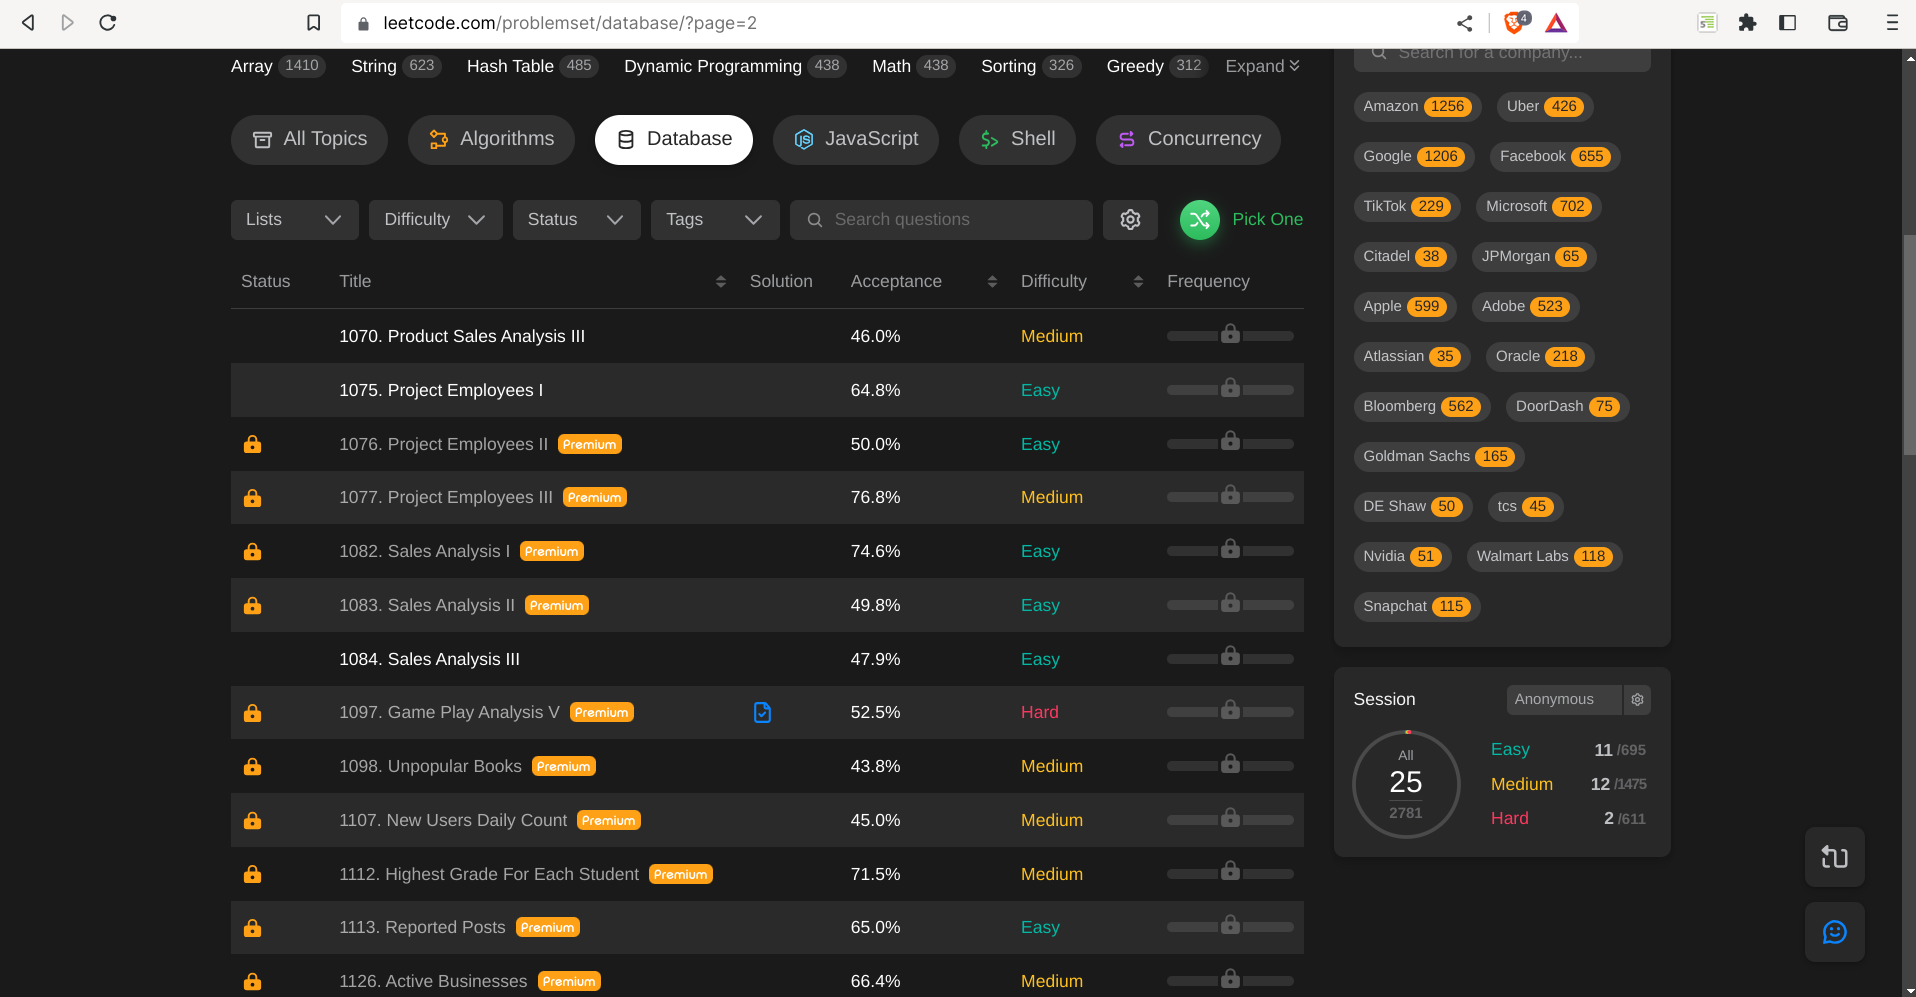 leetcode.com/problemset/database/?page=2
4
Array 1410 String 623 Hash Table 485 Dynamic Programming 438 Math 438 Sorting 326 Greedy 312 Expand
All Topics Algorithms Database JavaScript Shell Concurrency
Lists Difficulty Status Tags Search questions Pick One
Status Title Solution Acceptance Difficulty Frequency
1070. Product Sales Analysis III 46.0% Medium
1075. Project Employees I 64.8% Easy
1076. Project Employees II Premium 50.0% Easy
1077. Project Employees III Premium 76.8% Medium
1082. Sales Analysis I Premium 74.6% Easy
1083. Sales Analysis II Premium 49.8% Easy
1084. Sales Analysis III 47.9% Easy
1097. Game Play Analysis V Premium 52.5% Hard
1098. Unpopular Books Premium 43.8% Medium
1107. New Users Daily Count Premium 45.0% Medium
1112. Highest Grade For Each Student Premium 71.5% Medium
1113. Reported Posts Premium 65.0% Easy
1126. Active Businesses Premium 66.4% Medium
Search for a company...
Amazon 1256 Uber 426
Google 1206 Facebook 655
TikTok 229 Microsoft 702
Citadel 38 JPMorgan 65
Apple 599 Adobe 523
Atlassian 35 Oracle 218
Bloomberg 562 DoorDash 75
Goldman Sachs 165
DE Shaw 50 tcs 45
Nvidia 51 Walmart Labs 118
Snapchat 115
Session Anonymous
All
25
2781
Easy 11 /695
Medium 12 /1475
Hard 2 /611